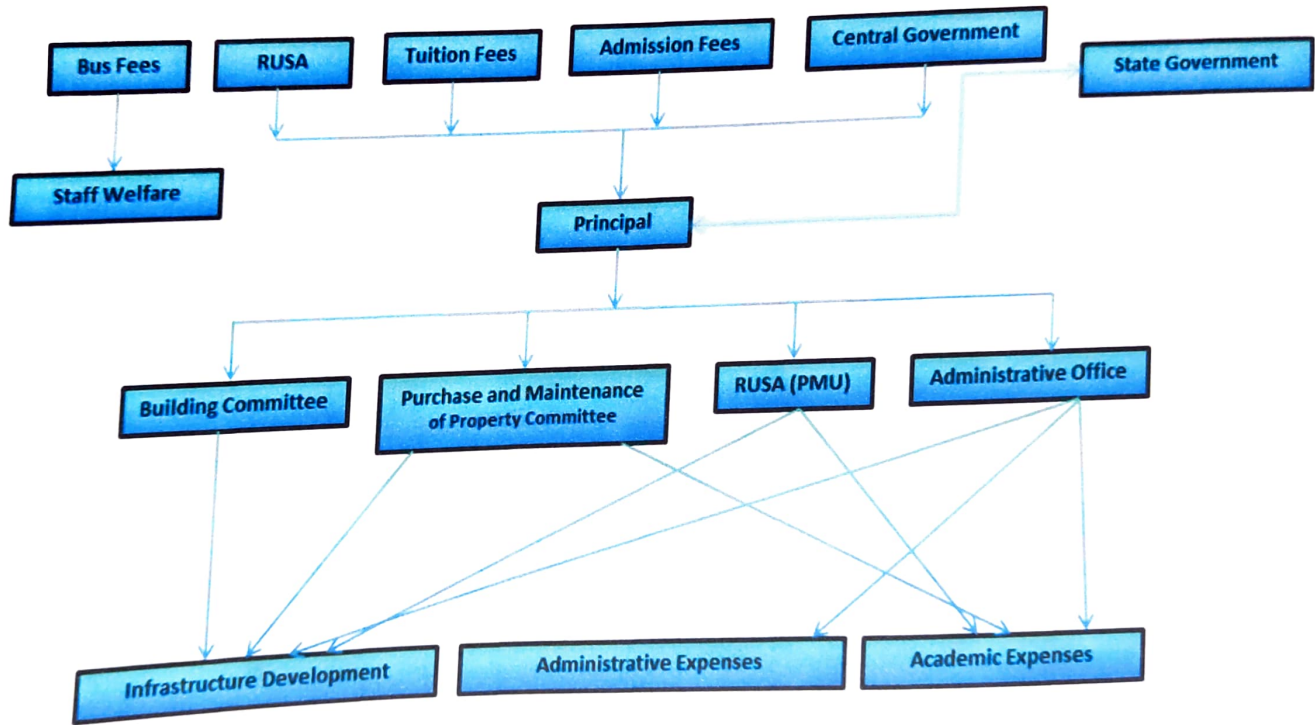 Bus Fees
RUSA
Tuition Fees
Admission Fees
Central Government
State Government
Staff Welfare
Principal
Building Committee
Purchase and Maintenance
of Property Committee
RUSA (PMU)
Administrative Office
Infrastructure Development
Administrative Expenses
Academic Expenses